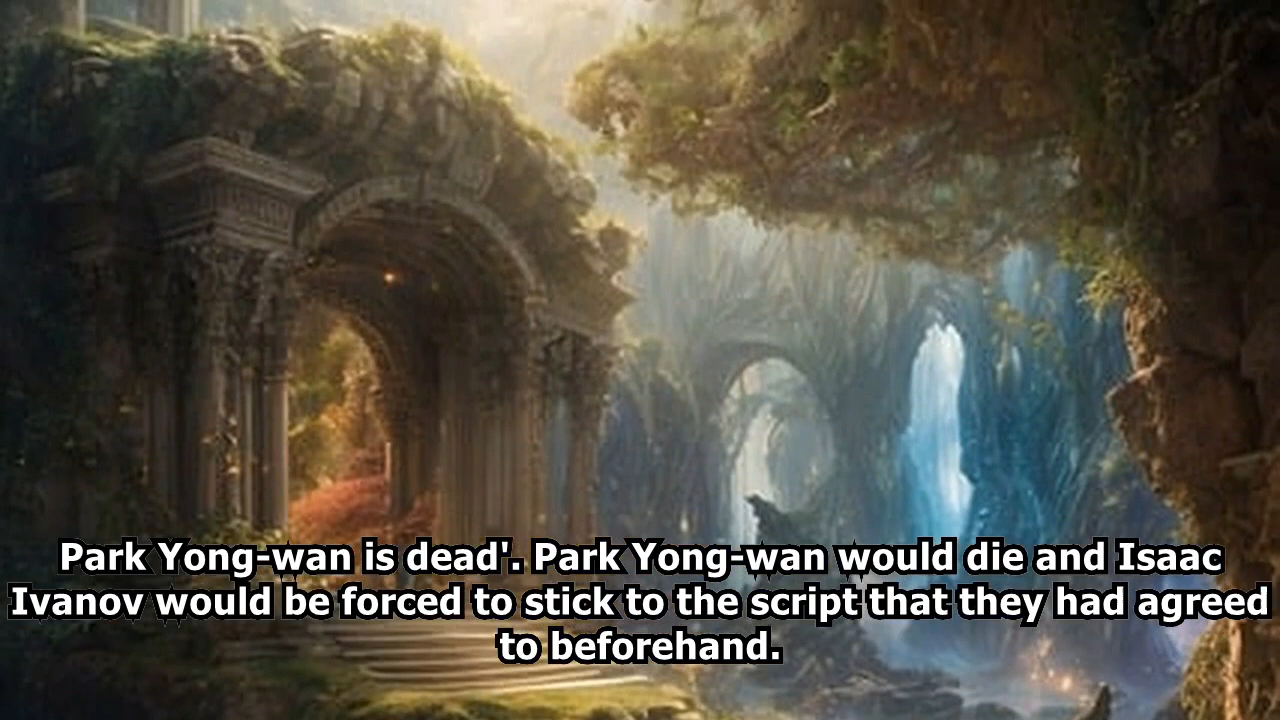 Park Yong-wan is dead'. Park Yong-wan would die and Isaac
Ivanov would be forced to stick to the script that they had agreed
to beforehand.